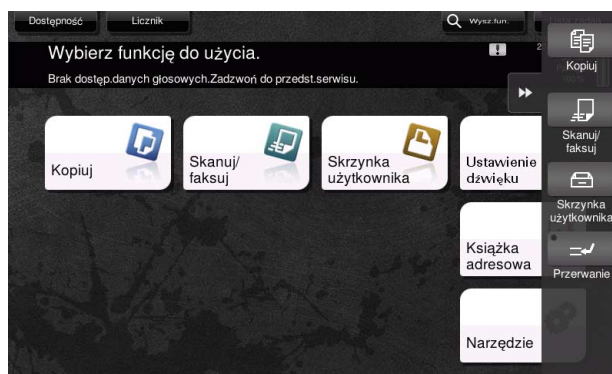 Dostępność
Licznik
Wysz.fun.
Wybierz funkcję do użycia.
Brak dostęp.danych głosowych.Zadzwoń do przedst.serwisu.
Kopiuj
Skanuj/
faksuj
Skrzynka
użytkownika
Ustawienie
dźwięku
Książka
adresowa
Narzędzie
Kopiuj
Skanuj/
faksuj
Skrzynka
użytkownika
Przerwanie